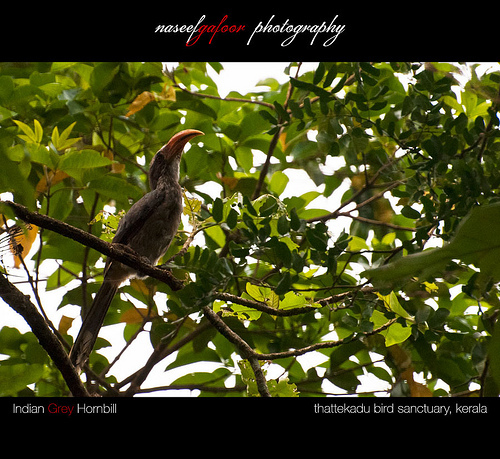 naseefgafoor photography
Indian Grey Hornbill
thattekadu bird sanctuary, kerala